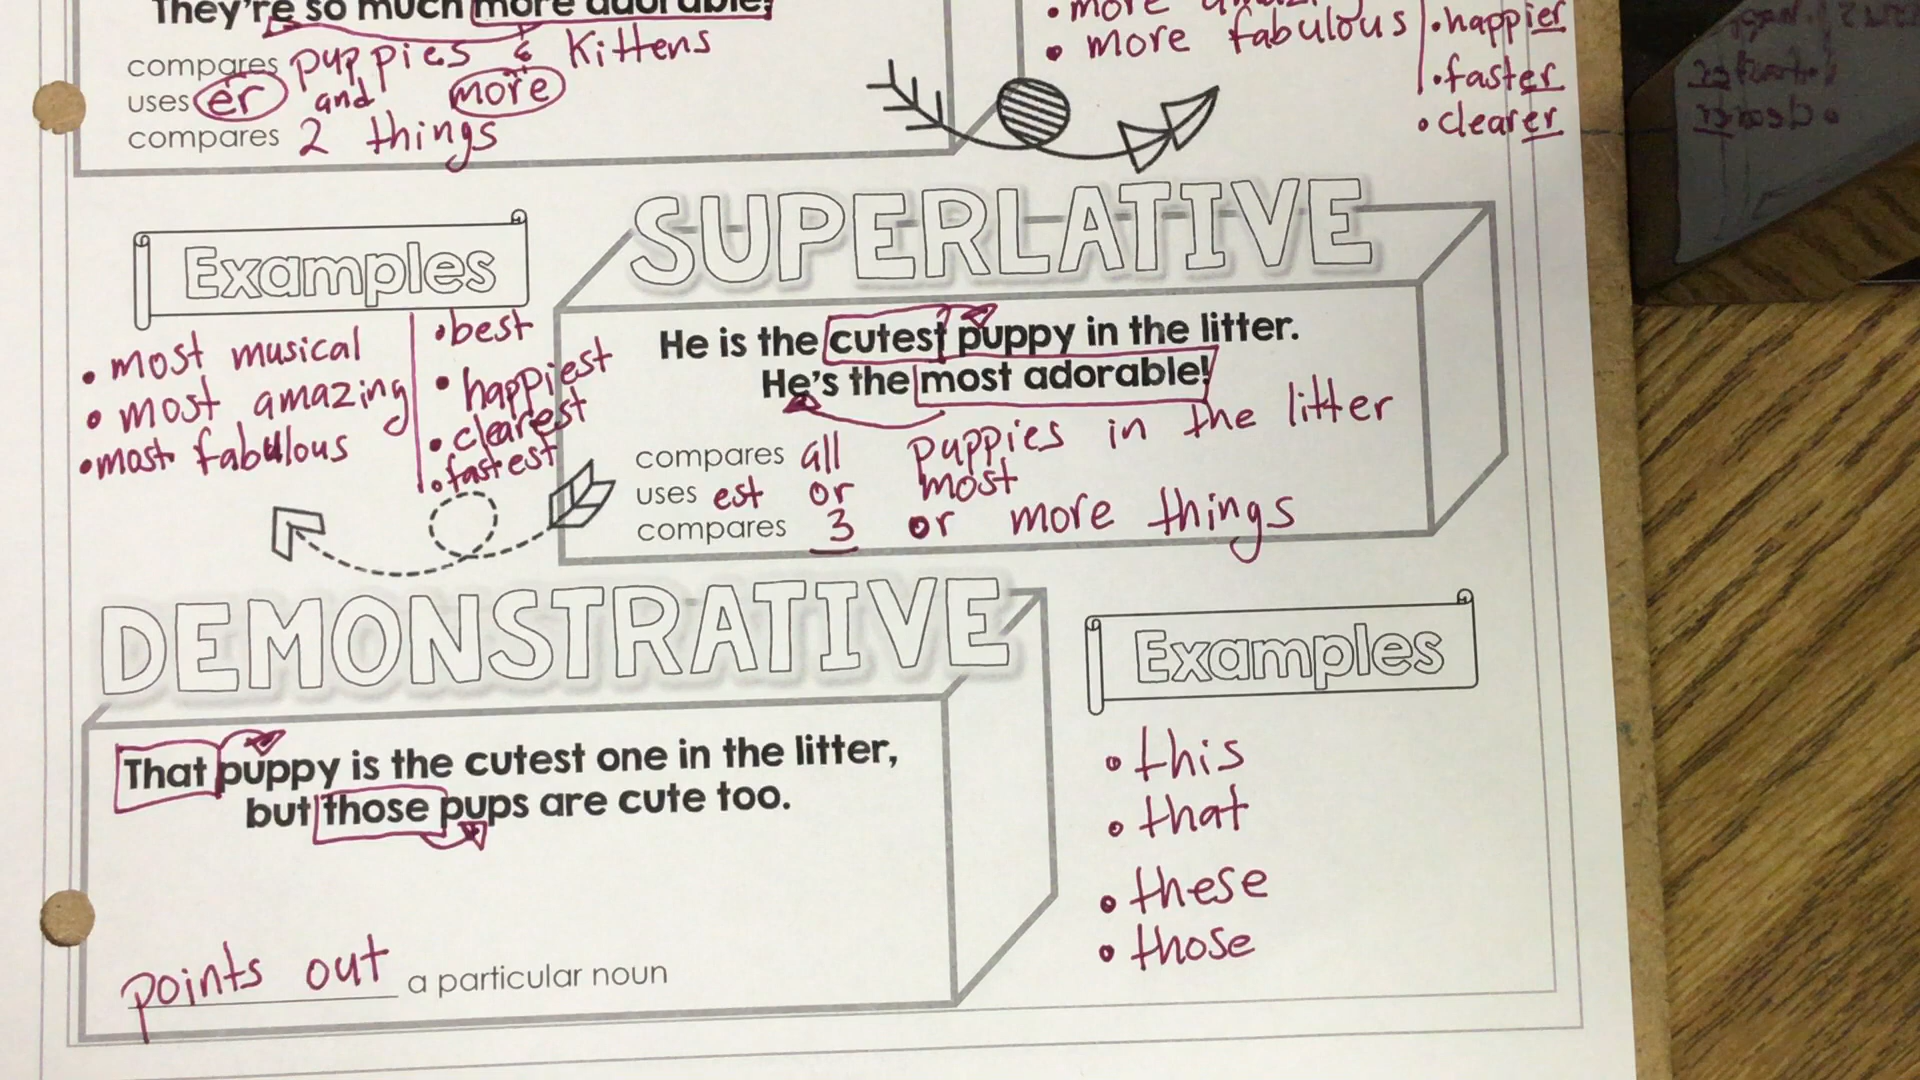 They're so much more adorable!
compares puppies & kittens
uses er and more
compares 2 things
• more
• more fabulous
• happier
• faster
• clearer
SUPERLATIVE
Examples
• most musical
• most amazing
• most fabulous
• best
• happiest
• clearest
• fastest
He is the cutest puppy in the litter.
He's the most adorable!
compares all puppies in the litter
uses est or most
compares 3 or more things
DEMONSTRATIVE
That puppy is the cutest one in the litter,
but those pups are cute too.
points out a particular noun
Examples
• this
• that
• these
• those